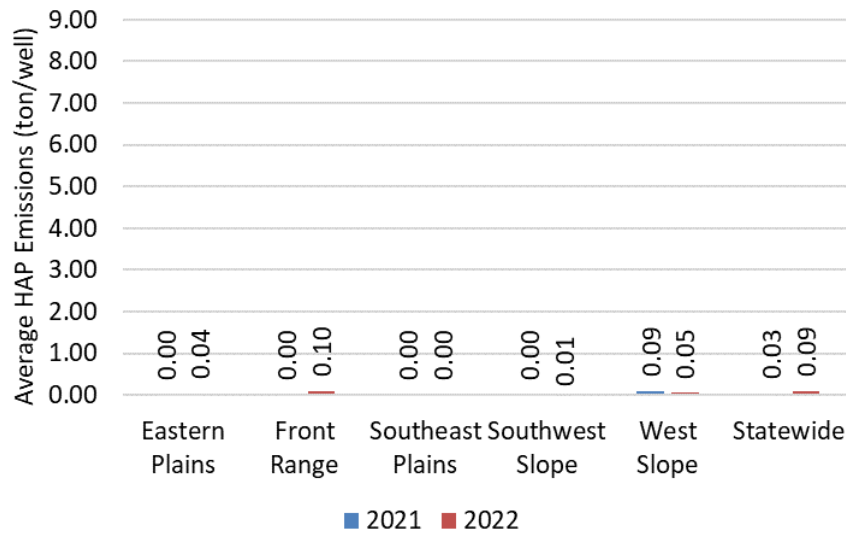 Average HAP Emissions (ton/well)
9.00
8.00
7.00
6.00
5.00
4.00
3.00
2.00
1.00
0.00
0.00 0.04 0.00 0.10 0.00 0.00 0.00 0.01 0.09 0.05 0.03 0.09
Eastern Front Southeast Southwest West Statewide
Plains Range Plains Slope Slope
2021 2022